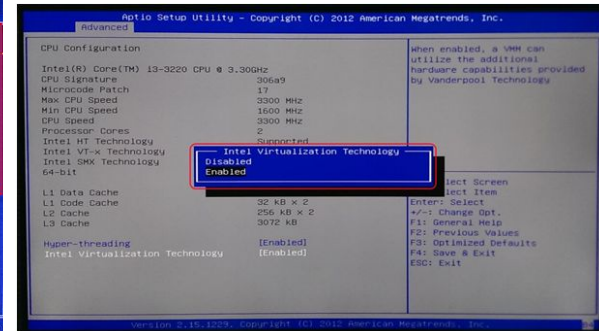 Aptio Setup Utility – Copyright (C) 2012 American Megatrends, Inc.
Advanced
CPU Configuration
Intel(R) Core(TM) i3-3220 CPU @ 3.30GHz
CPU Signature 306a9
Microcode Patch 17
Max CPU Speed 3300 MHz
Min CPU Speed 1600 MHz
CPU Speed 3300 MHz
Processor Cores 2
Intel HT Technology Supported
Intel VT-x Technology
Intel SMX Technology
64-bit
L1 Data Cache
L1 Code Cache 32 kB x 2
L2 Cache 256 kB x 2
L3 Cache 3072 kB
Hyper-threading [Enabled]
Intel Virtualization Technology [Enabled]
Intel Virtualization Technology
Disabled
Enabled
When enabled, a VMM can
utilize the additional
hardware capabilities provided
by Vanderpool Technology
lect Screen
lect Item
Enter: Select
+/-: Change Opt.
F1: General Help
F2: Previous Values
F3: Optimized Defaults
F4: Save & Exit
ESC: Exit
Version 2.15.1229. Copyright (C) 2012 American Megatrends, Inc.